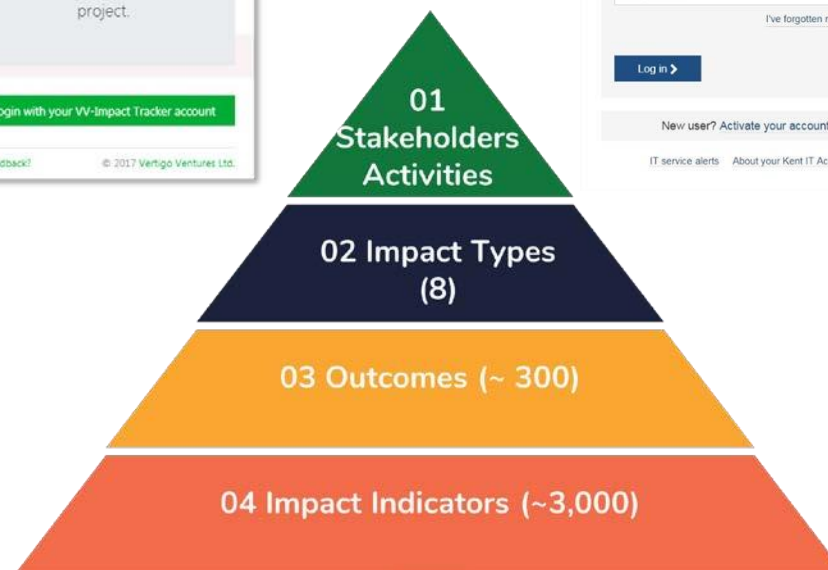 project.
ogin with your VV-Impact Tracker account
dback?
© 2017 Vertigo Ventures Ltd.
I've forgotten
Log in
New user? Activate your account
IT service alerts About your Kent IT Ac
01
Stakeholders
Activities
02 Impact Types
(8)
03 Outcomes (~ 300)
04 Impact Indicators (~3,000)